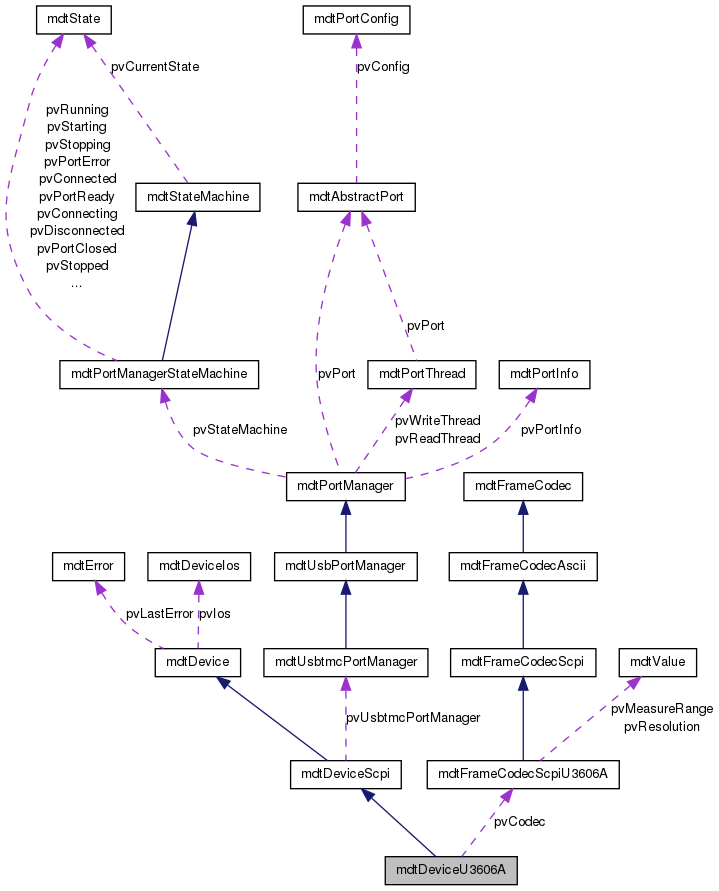 mdtState
mdtPortConfig
pvCurrentState
pvConfig
pvRunning
pvStarting
pvStopping
pvPortError
pvConnected
pvPortReady
pvConnecting
pvDisconnected
pvPortClosed
pvStopped
...
mdtStateMachine
mdtAbstractPort
pvPort
mdtPortManagerStateMachine
pvPort
mdtPortThread
mdtPortInfo
pvStateMachine
pvWriteThread
pvReadThread
pvPortInfo
mdtPortManager
mdtFrameCodec
mdtError
mdtDeviceIos
mdtUsbPortManager
mdtFrameCodecAscii
pvLastError
pvIos
mdtDevice
mdtUsbtmcPortManager
mdtFrameCodecScpi
mdtValue
pvUsbtmcPortManager
pvMeasureRange
pvResolution
mdtDeviceScpi
mdtFrameCodecScpiU3606A
pvCodec
mdtDeviceU3606A